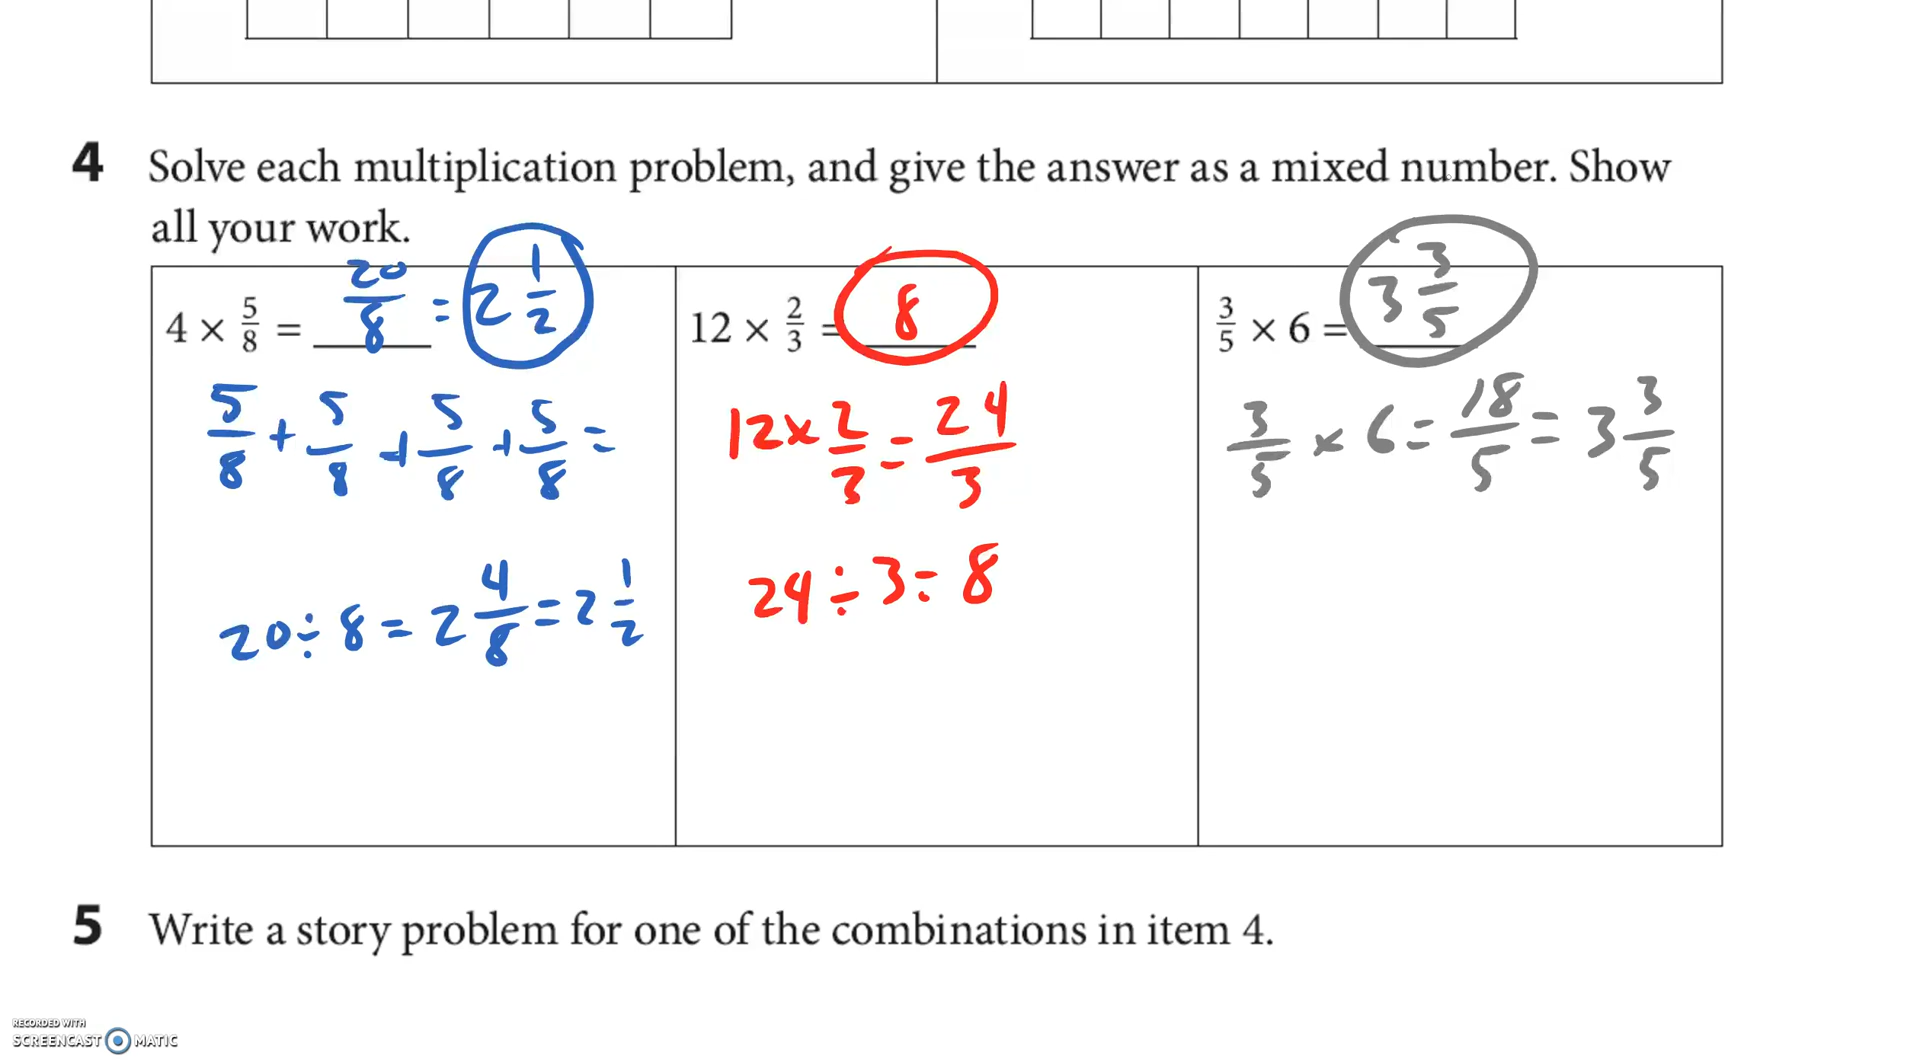 4 Solve each multiplication problem, and give the answer as a mixed number. Show
all your work.
4 × 5/8 = 20/8 = 2 1/2
5/8 + 5/8 + 5/8 + 5/8 =
20 ÷ 8 = 2 4/8 = 2 1/2
12 × 2/3 = 8
12 × 2/3 = 24/3
24 ÷ 3 = 8
3/5 × 6 = 3 3/5
3/5 × 6 = 18/5 = 3 3/5
5 Write a story problem for one of the combinations in item 4.
RECORDED WITH
SCREENCAST MATIC